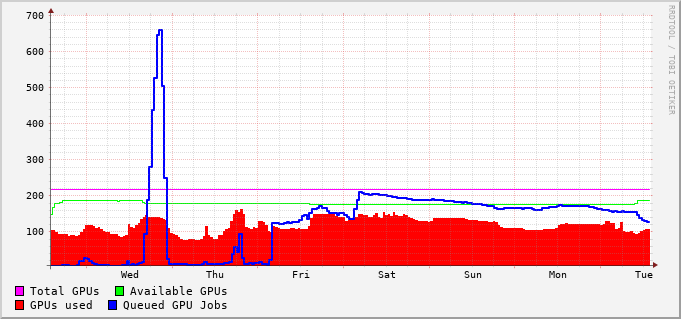 700
600
500
400
300
200
100
Wed Thu Fri Sat Sun Mon Tue
Total GPUs Available GPUs
GPUs used Queued GPU Jobs
RRDTOOL / TOBI OETIKER